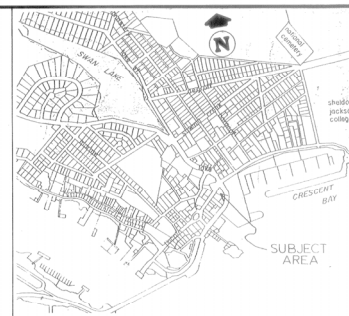 N
national
cemetery
SWAN LAKE
sheldon
jackson
college
CRESCENT
BAY
SUBJECT
AREA